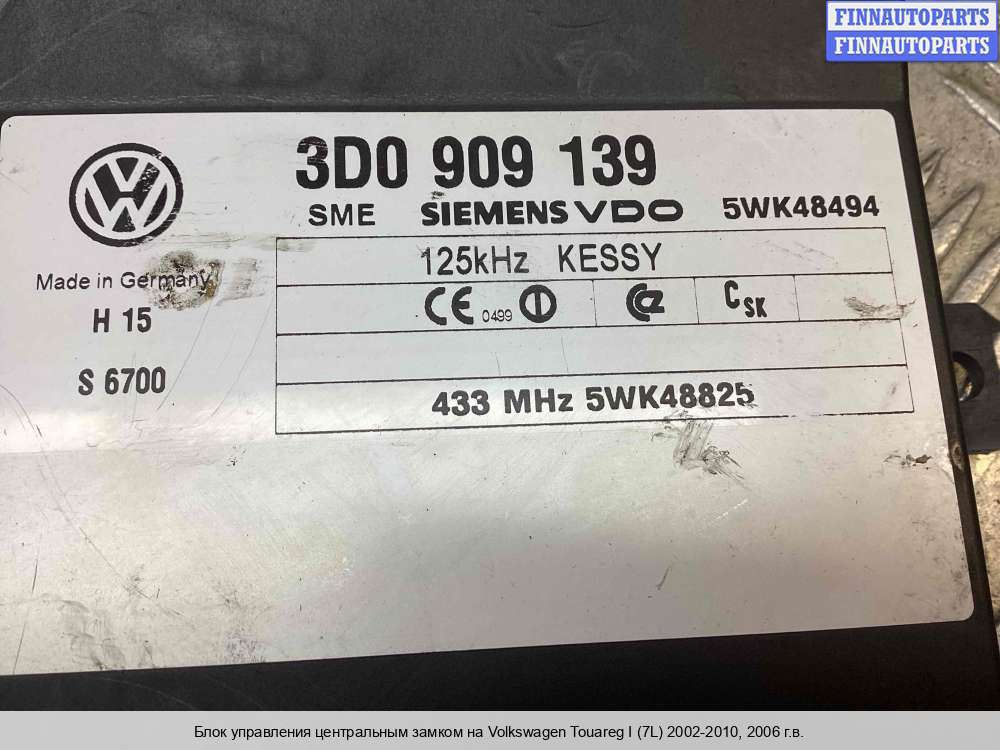 FINNAUTOPARTS
FINNAUTOPARTS
3D0 909 139
SME SIEMENS VDO 5WK48494
125kHz KESSY
Made in Germany
CE 0499 C SK
H 15
S 6700
433 MHz 5WK48825
Блок управления центральным замком на Volkswagen Touareg I (7L) 2002-2010, 2006 г.в.